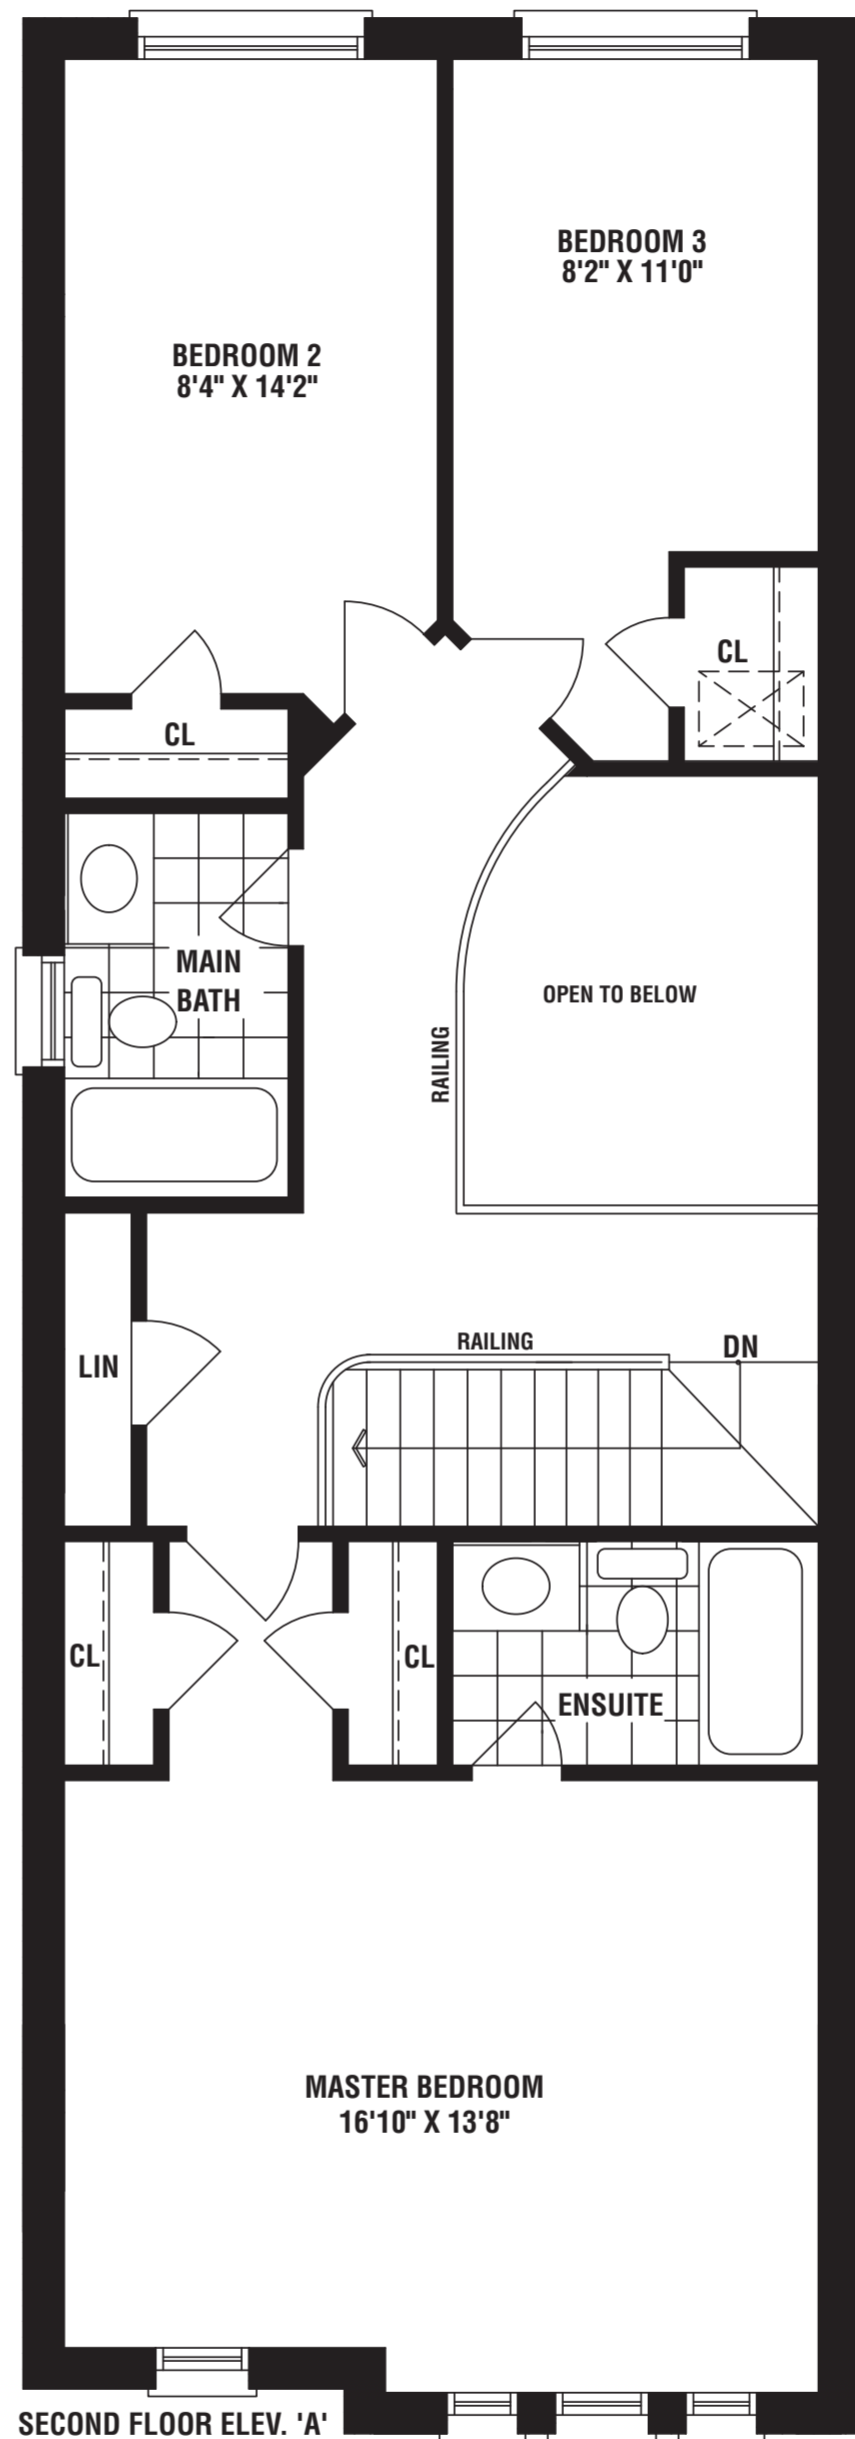 BEDROOM 3
8'2" X 11'0"
BEDROOM 2
8'4" X 14'2"
CL
CL
MAIN
BATH
OPEN TO BELOW
RAILING
RAILING
DN
LIN
CL
CL
ENSUITE
MASTER BEDROOM
16'10" X 13'8"
SECOND FLOOR ELEV. 'A'